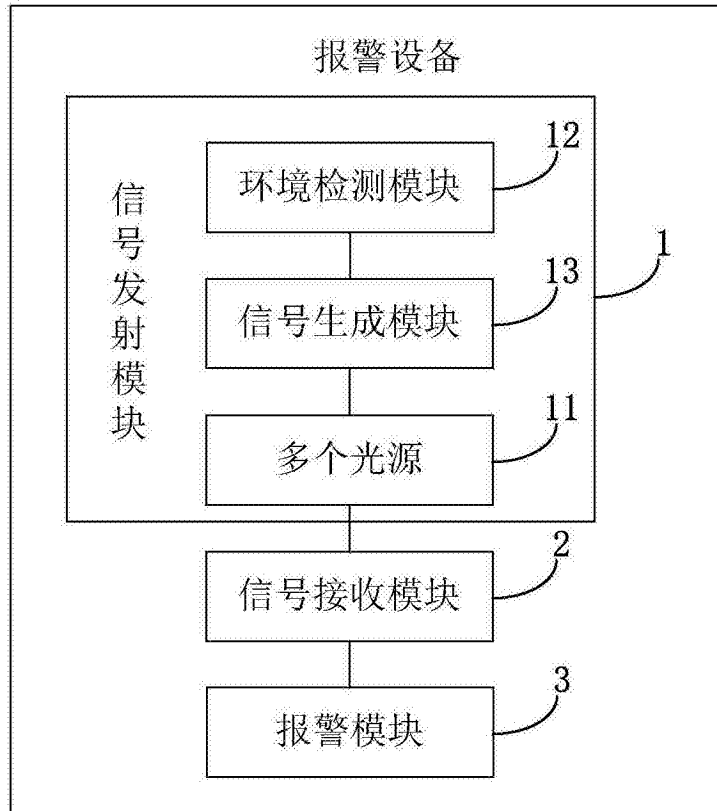 报警设备
信号发射模块
环境检测模块
12
1
信号生成模块
13
多个光源
11
信号接收模块
2
报警模块
3